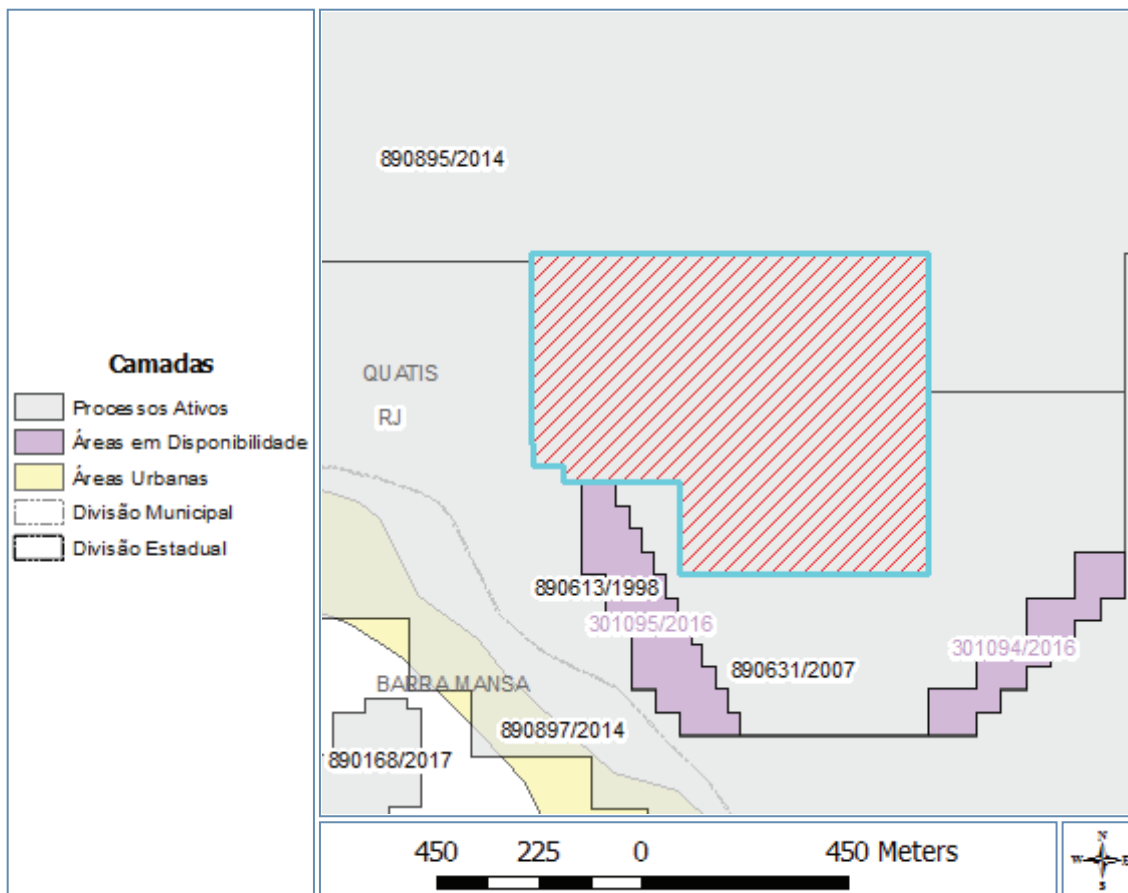 Camadas
Processos Ativos
Áreas em Disponibilidade
Áreas Urbanas
Divisão Municipal
Divisão Estadual
890895/2014
QUATIS
RJ
890613/1998
301095/2016
301094/2016
890631/2007
BARRA MANSA
890897/2014
890168/2017
450 225 0 450 Meters
N
W E
S